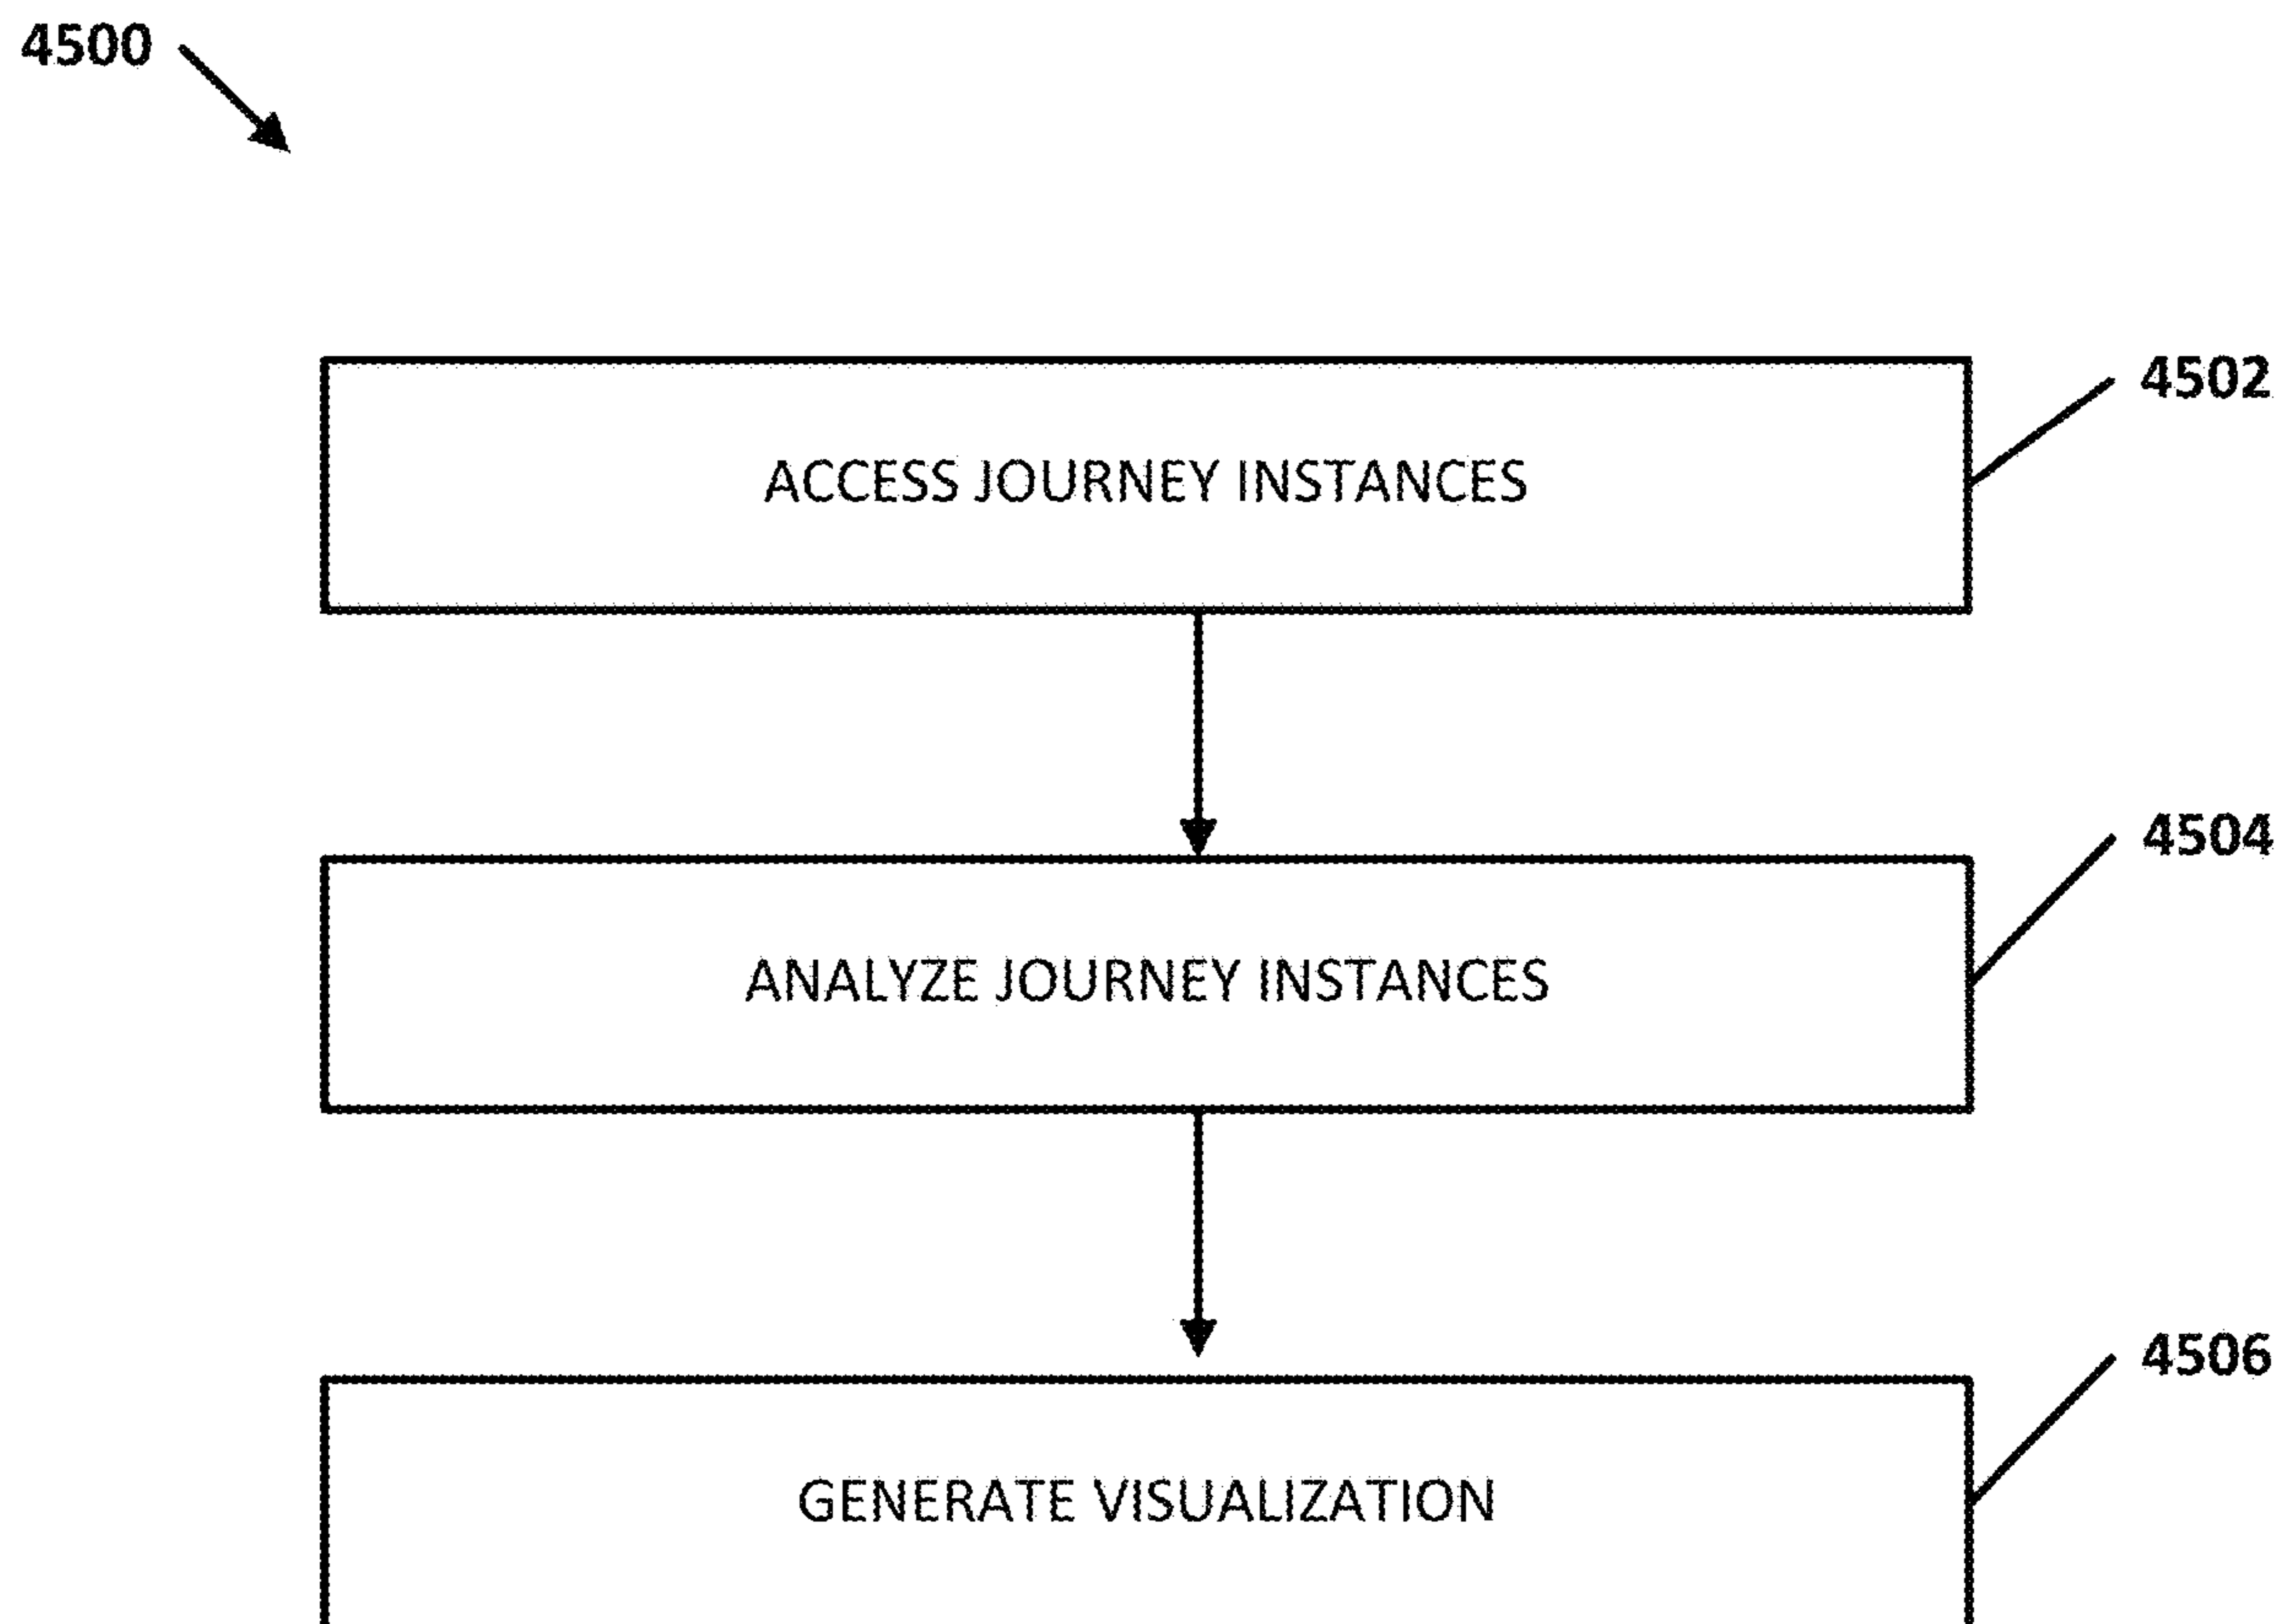 4500
4502
ACCESS JOURNEY INSTANCES
4504
ANALYZE JOURNEY INSTANCES
4506
GENERATE VISUALIZATION